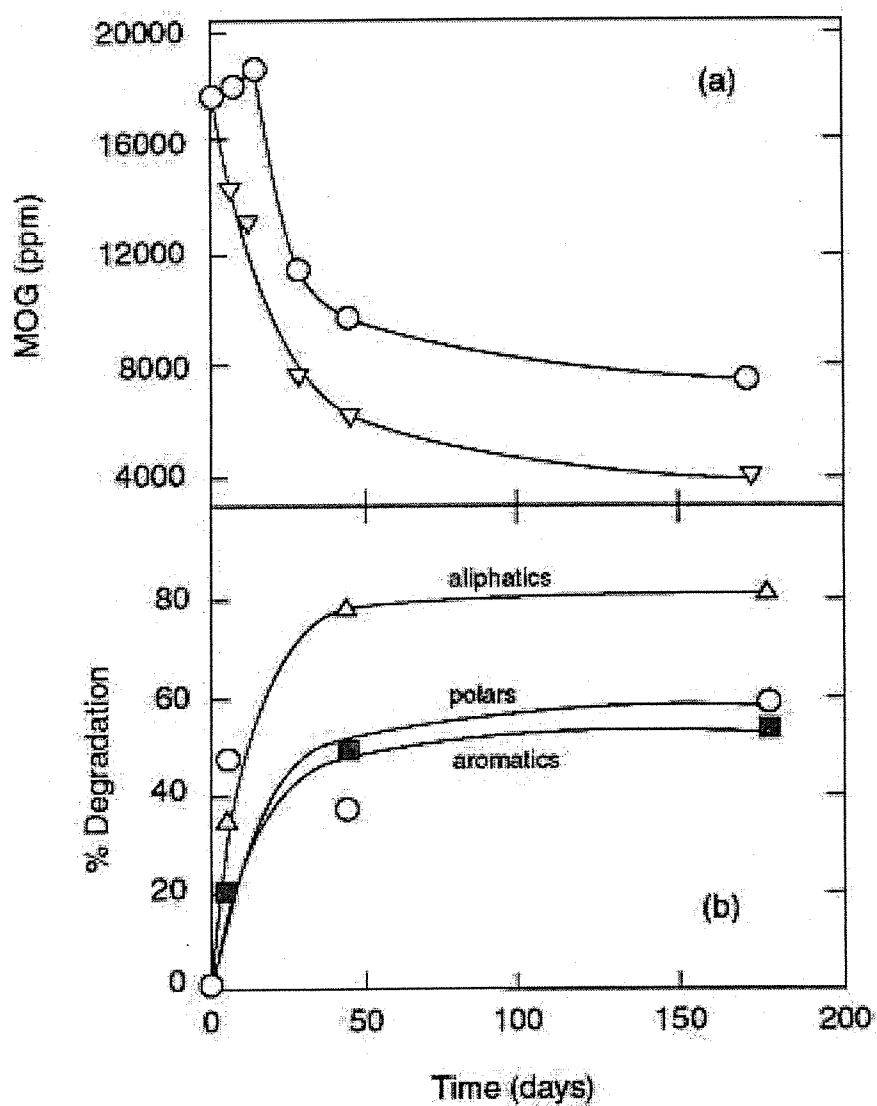 20000
16000
12000
8000
4000
MOG (ppm)
(a)
80
60
40
20
0
% Degradation
aliphatics
polars
aromatics
(b)
0 50 100 150 200
Time (days)